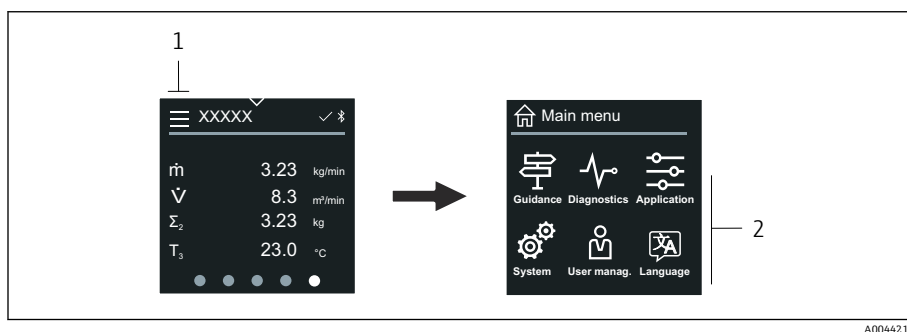 1
XXXXX
ṁ 3.23 kg/min
V̇ 8.3 m³/min
Σ₂ 3.23 kg
T₃ 23.0 °C
Main menu
Guidance Diagnostics Application
System User manag. Language
2
A004421